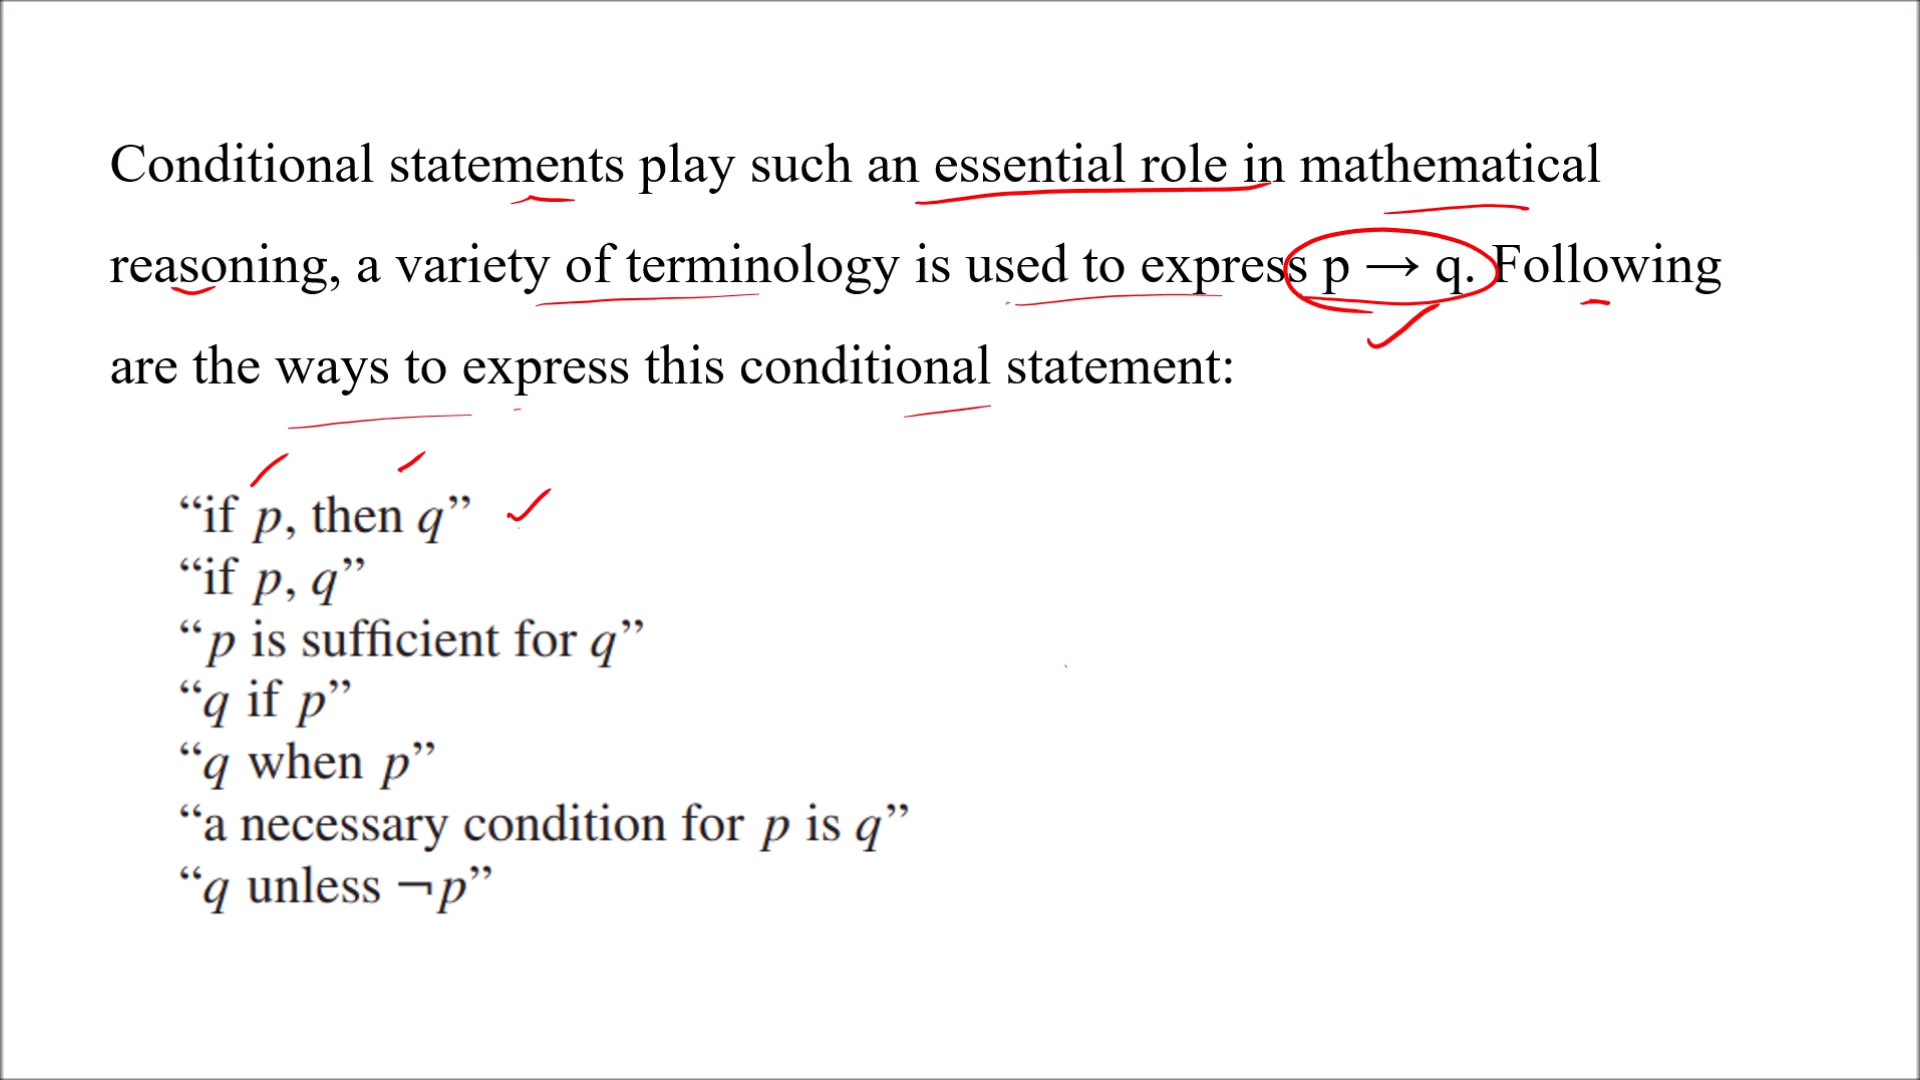 Conditional statements play such an essential role in mathematical
reasoning, a variety of terminology is used to express p → q. Following
are the ways to express this conditional statement:
“if p, then q”
“if p, q”
“p is sufficient for q”
“q if p”
“q when p”
“a necessary condition for p is q”
“q unless ¬p”